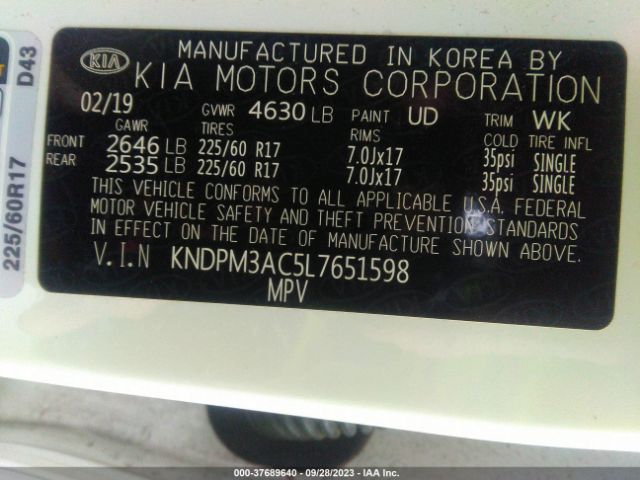 KIA
MANUFACTURED IN KOREA BY
KIA MOTORS CORPORATION
02/19 GVWR 4630 LB PAINT UD TRIM WK
GAWR TIRES RIMS COLD TIRE INFL
FRONT 2646 LB 225/60 R17 7.0Jx17 35psi SINGLE
REAR 2535 LB 225/60 R17 7.0Jx17 35psi SINGLE
THIS VEHICLE CONFORMS TO ALL APPLICABLE U.S.A. FEDERAL
MOTOR VEHICLE SAFETY AND THEFT PREVENTION STANDARDS
IN EFFECT ON THE DATE OF MANUFACTURE SHOWN ABOVE.
V.I.N KNDPM3AC5L7651598
MPV
D43
225/60R17
000-37689640 - 09/28/2023 - IAA Inc.